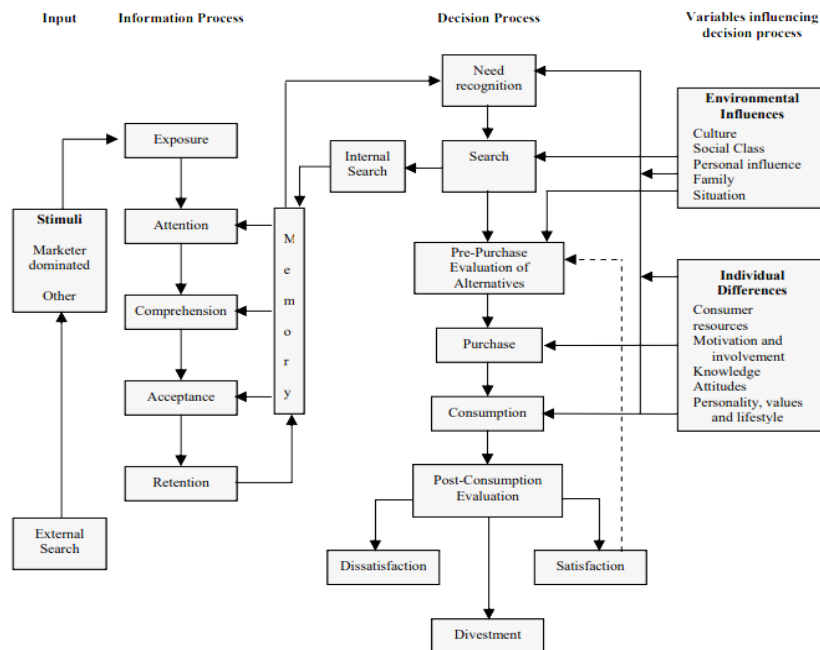 Input
Information Process
Decision Process
Variables influencing
decision process
Need
recognition
Environmental
Influences
Culture
Social Class
Personal influence
Family
Situation
Exposure
Internal
Search
Search
Stimuli
Marketer
dominated
Other
Attention
M
e
m
o
r
y
Pre-Purchase
Evaluation of
Alternatives
Individual
Differences
Consumer
resources
Motivation and
involvement
Knowledge
Attitudes
Personality, values
and lifestyle
Comprehension
Purchase
Acceptance
Consumption
Retention
Post-Consumption
Evaluation
External
Search
Dissatisfaction
Satisfaction
Divestment